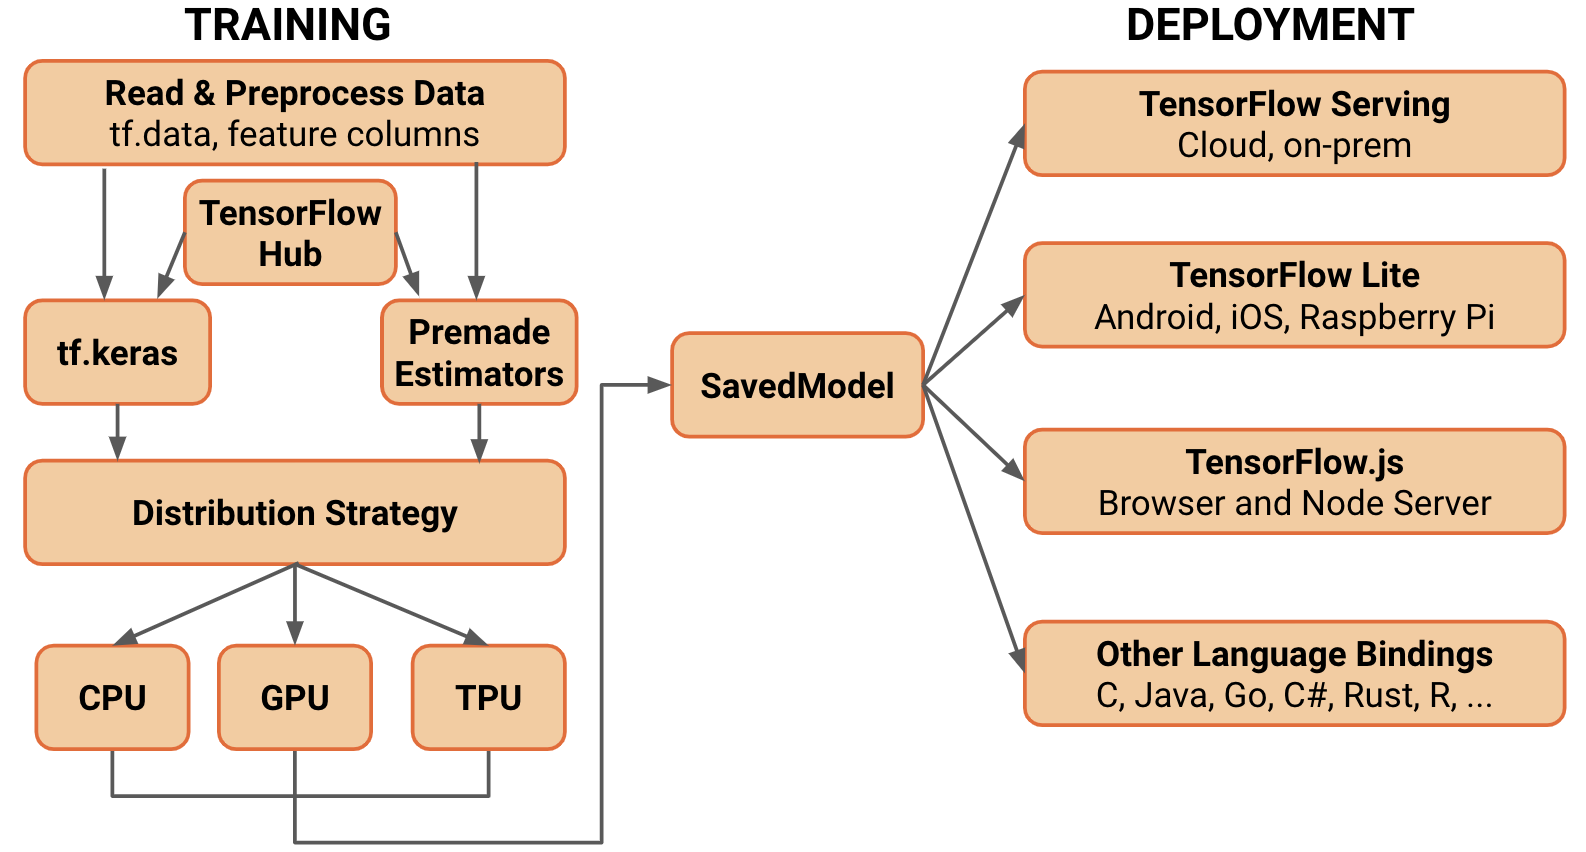 TRAINING
Read & Preprocess Data
tf.data, feature columns
TensorFlow
Hub
tf.keras
Premade
Estimators
Distribution Strategy
CPU
GPU
TPU
SavedModel
DEPLOYMENT
TensorFlow Serving
Cloud, on-prem
TensorFlow Lite
Android, iOS, Raspberry Pi
TensorFlow.js
Browser and Node Server
Other Language Bindings
C, Java, Go, C#, Rust, R, ...